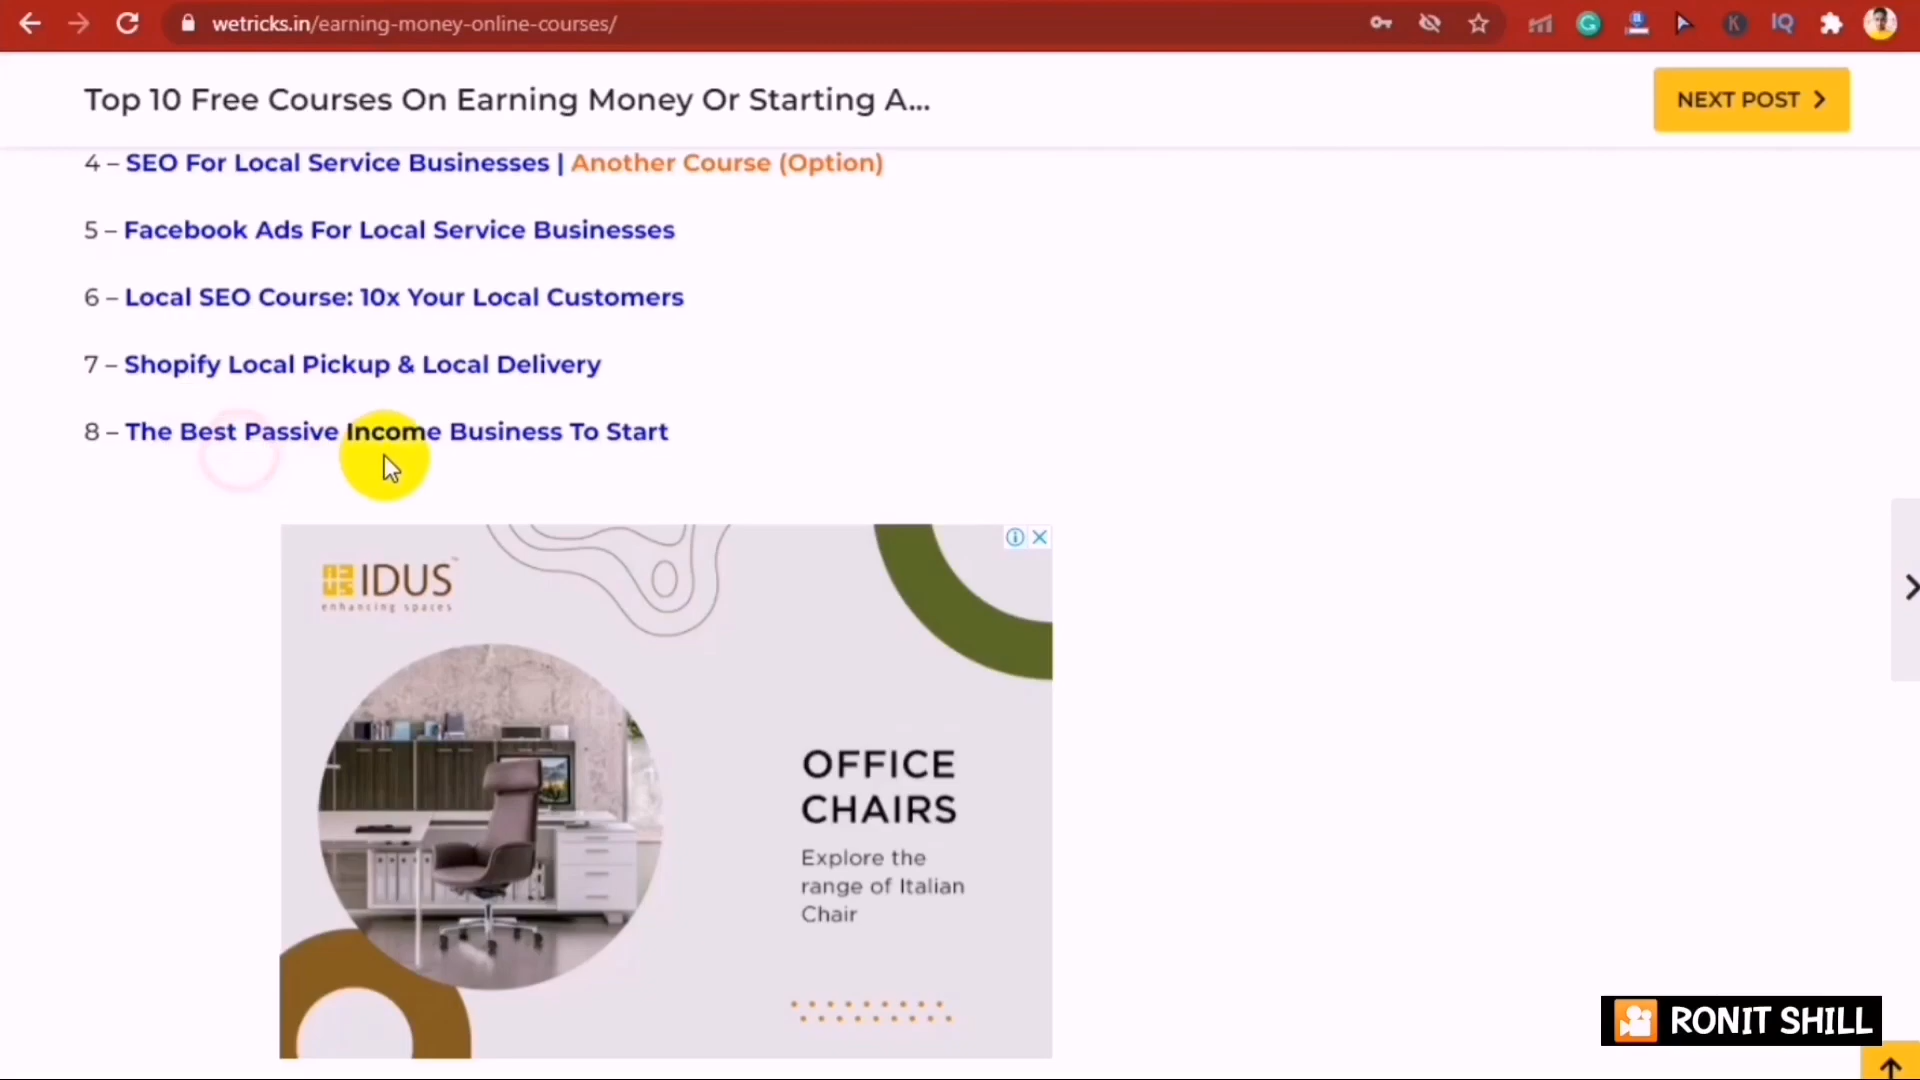 wetricks.in/earning-money-online-courses/
Top 10 Free Courses On Earning Money Or Starting A...
NEXT POST
4 – SEO For Local Service Businesses | Another Course (Option)
5 – Facebook Ads For Local Service Businesses
6 – Local SEO Course: 10x Your Local Customers
7 – Shopify Local Pickup & Local Delivery
8 – The Best Passive Income Business To Start
IDUS
enhancing spaces
OFFICE
CHAIRS
Explore the
range of Italian
Chair
RONIT SHILL